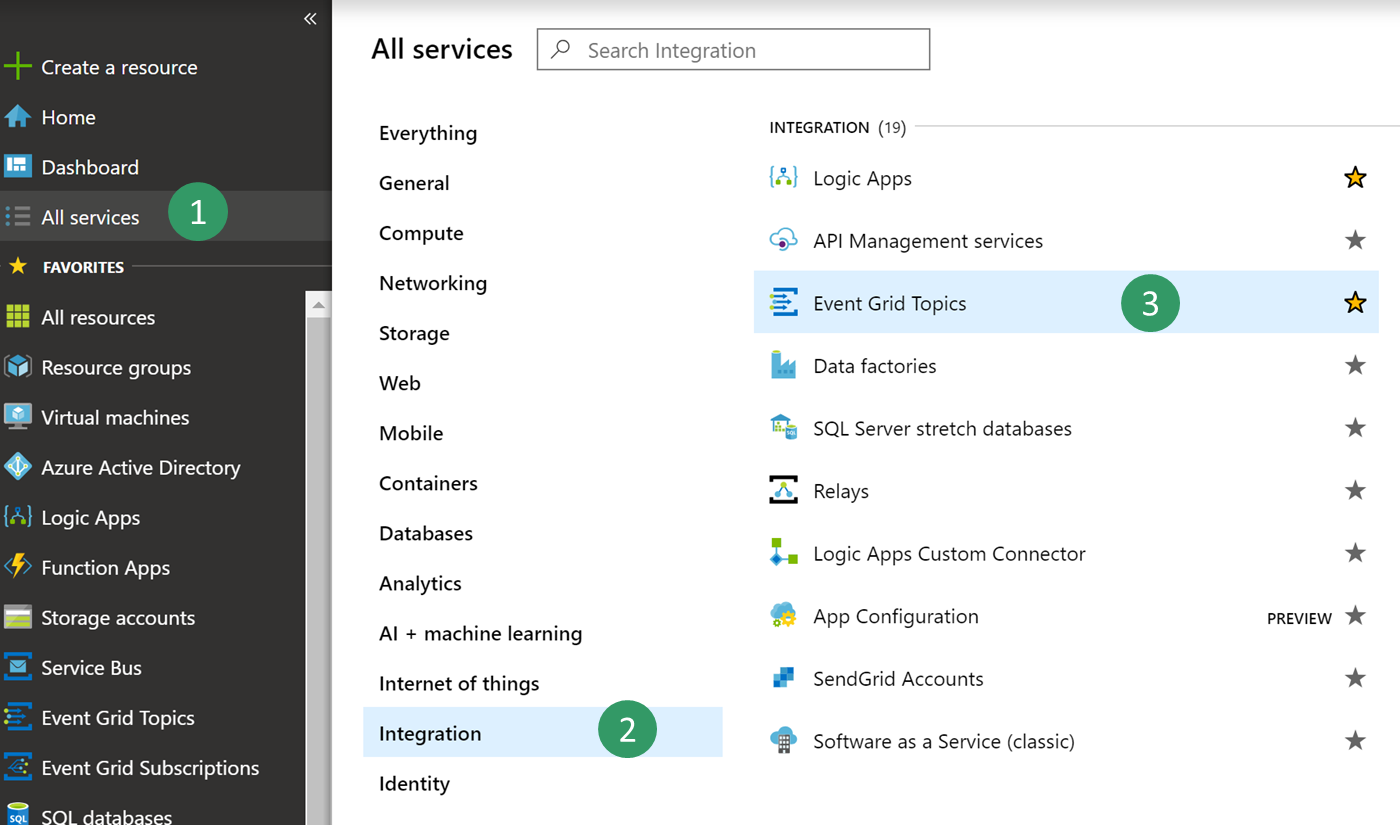 «
Create a resource
Home
Dashboard
All services
1
FAVORITES
All resources
Resource groups
Virtual machines
Azure Active Directory
Logic Apps
Function Apps
Storage accounts
Service Bus
Event Grid Topics
Event Grid Subscriptions
SQL
SQL databases
All services
Search Integration
Everything
General
Compute
Networking
Storage
Web
Mobile
Containers
Databases
Analytics
AI + machine learning
Internet of things
Integration
2
Identity
INTEGRATION (19)
Logic Apps
API Management services
Event Grid Topics
3
Data factories
SQL Server stretch databases
Relays
Logic Apps Custom Connector
App Configuration PREVIEW
SendGrid Accounts
Software as a Service (classic)